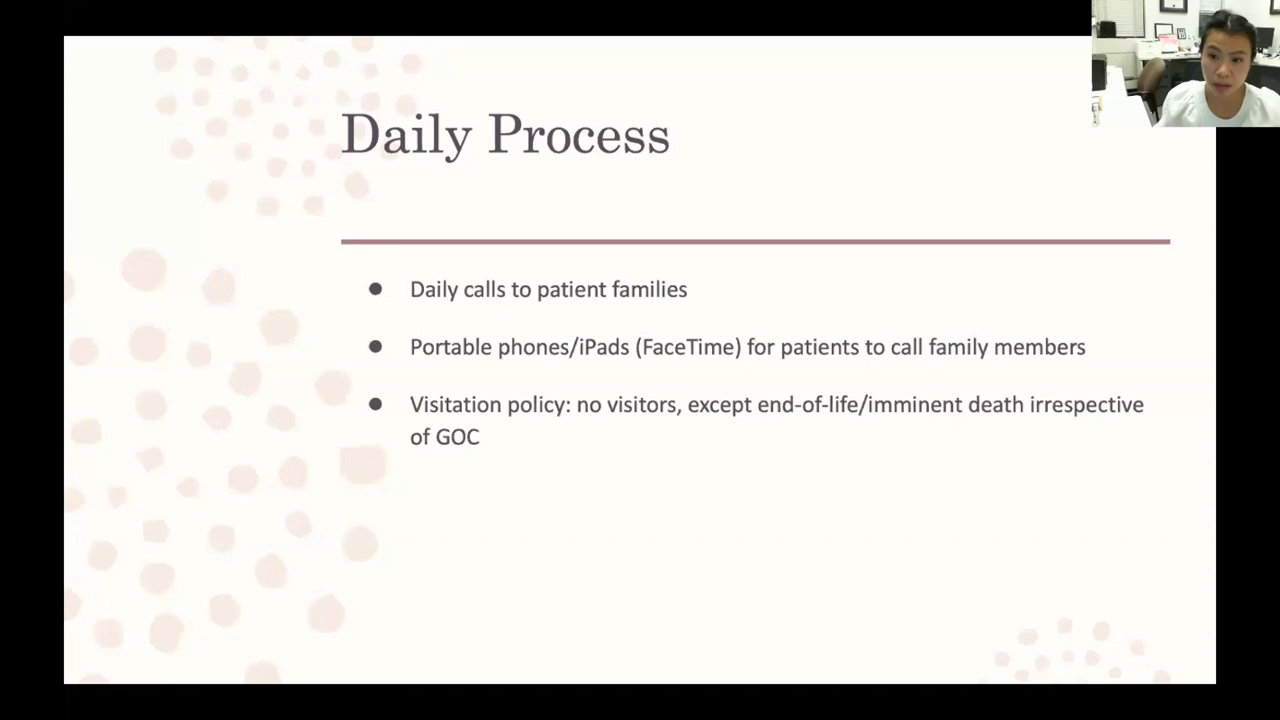 Daily Process
● Daily calls to patient families
● Portable phones/iPads (FaceTime) for patients to call family members
● Visitation policy: no visitors, except end-of-life/imminent death irrespective
of GOC